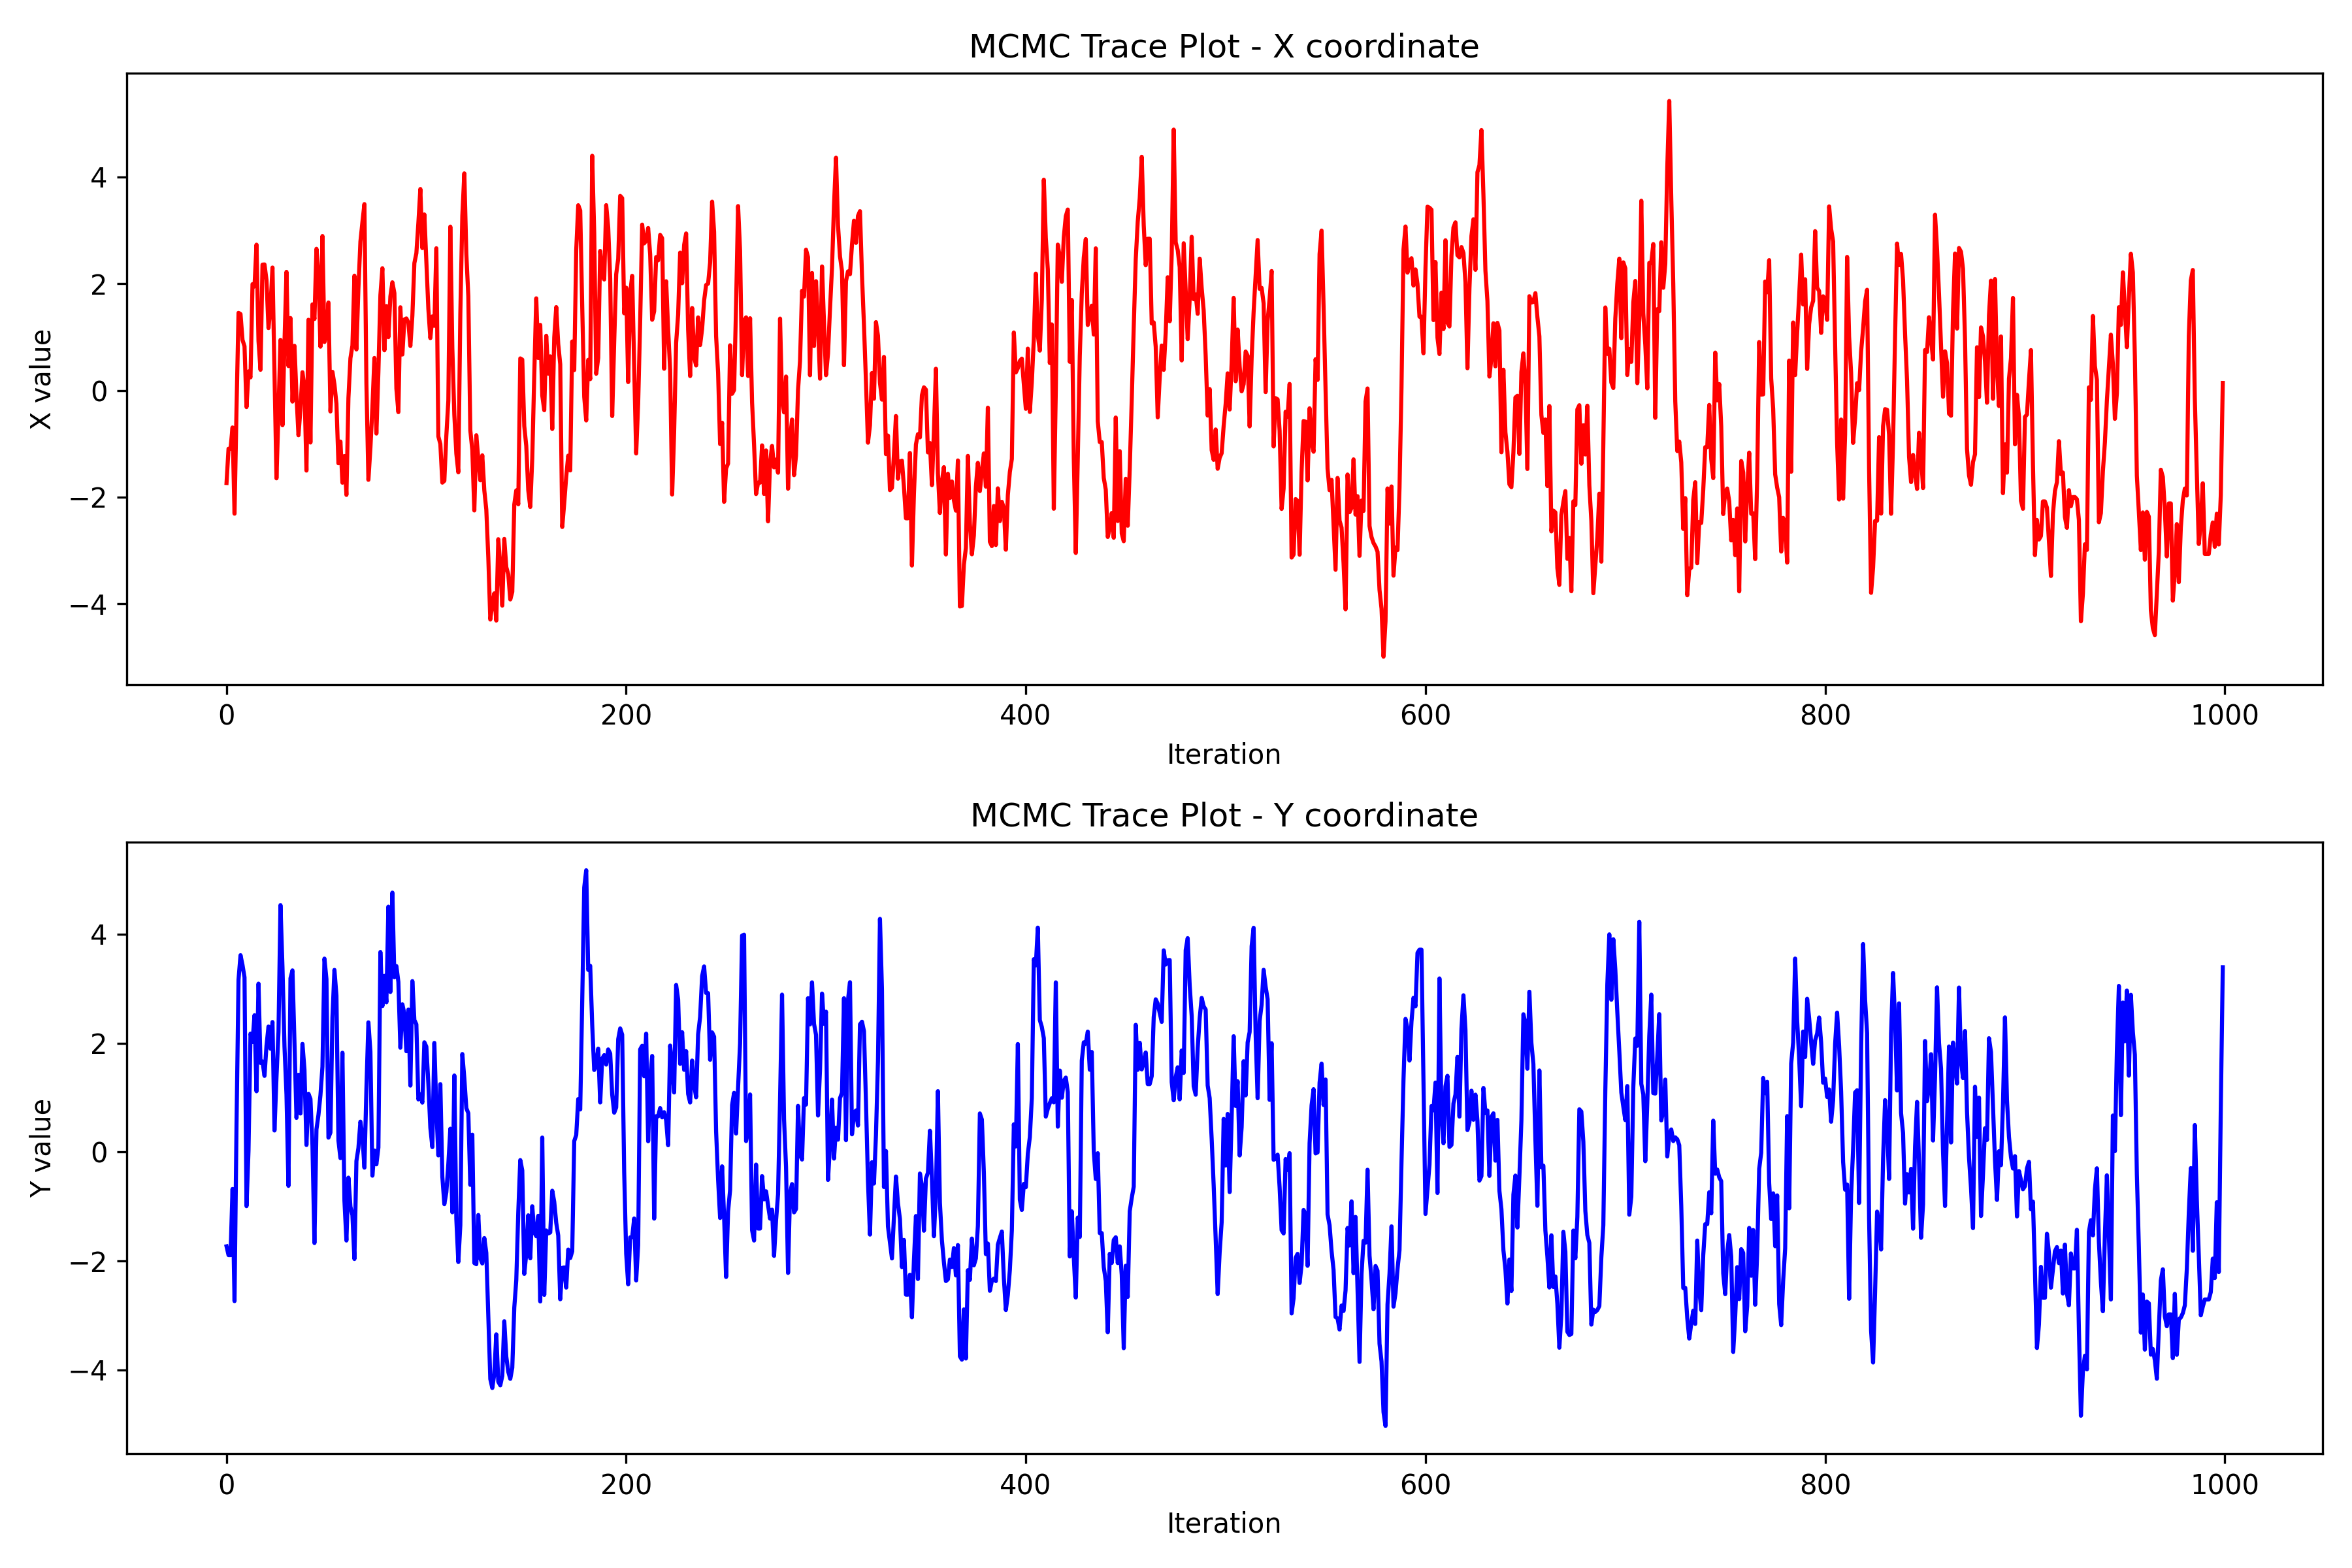 MCMC Trace Plot - X coordinate
4
2
0
−2
−4
X value
0 200 400 600 800 1000
Iteration
MCMC Trace Plot - Y coordinate
4
2
0
−2
−4
Y value
0 200 400 600 800 1000
Iteration